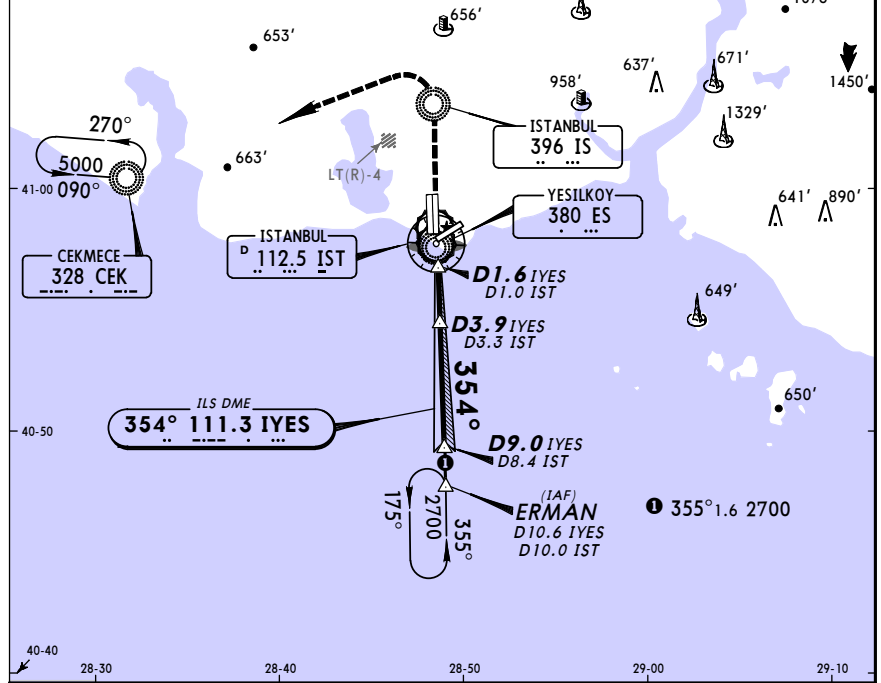 656′
653′
671′
637′
958′
1450′
1329′
270°
ISTANBUL
396 IS
663′
5000
LT(R)-4
41-00
090°
YESILKOY
380 ES
641′
890′
ISTANBUL
D 112.5 IST
CEKMECE
328 CEK
D1.6 IYES
D1.0 IST
649′
D3.9 IYES
D3.3 IST
354°
650′
ILS DME
354° 111.3 IYES
40-50
D9.0 IYES
D8.4 IST
1
(IAF)
ERMAN
D10.6 IYES
D10.0 IST
175°
2700
355°
1 355° 1.6 2700
40-40
28-30
28-40
28-50
29-00
29-10